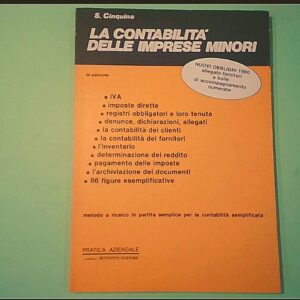 S. Cinquina
LA CONTABILITA'
DELLE IMPRESE MINORI
NUOVI OBBLIGHI 1980
allegato fornitori
e bolle
di accompagnamento
numerate
III edizione
IVA
imposte dirette
registri obbligatori e loro tenuta
denunce, dichiarazioni, allegati
la contabilità dei clienti
la contabilità dei fornitori
l'inventario
determinazione del reddito
pagamento delle imposte
l'archiviazione dei documenti
66 figure esemplificative
metodo a ricalco in partita semplice per la contabilità semplificata
PRATICA AZIENDALE
BUFFETTI EDITORE